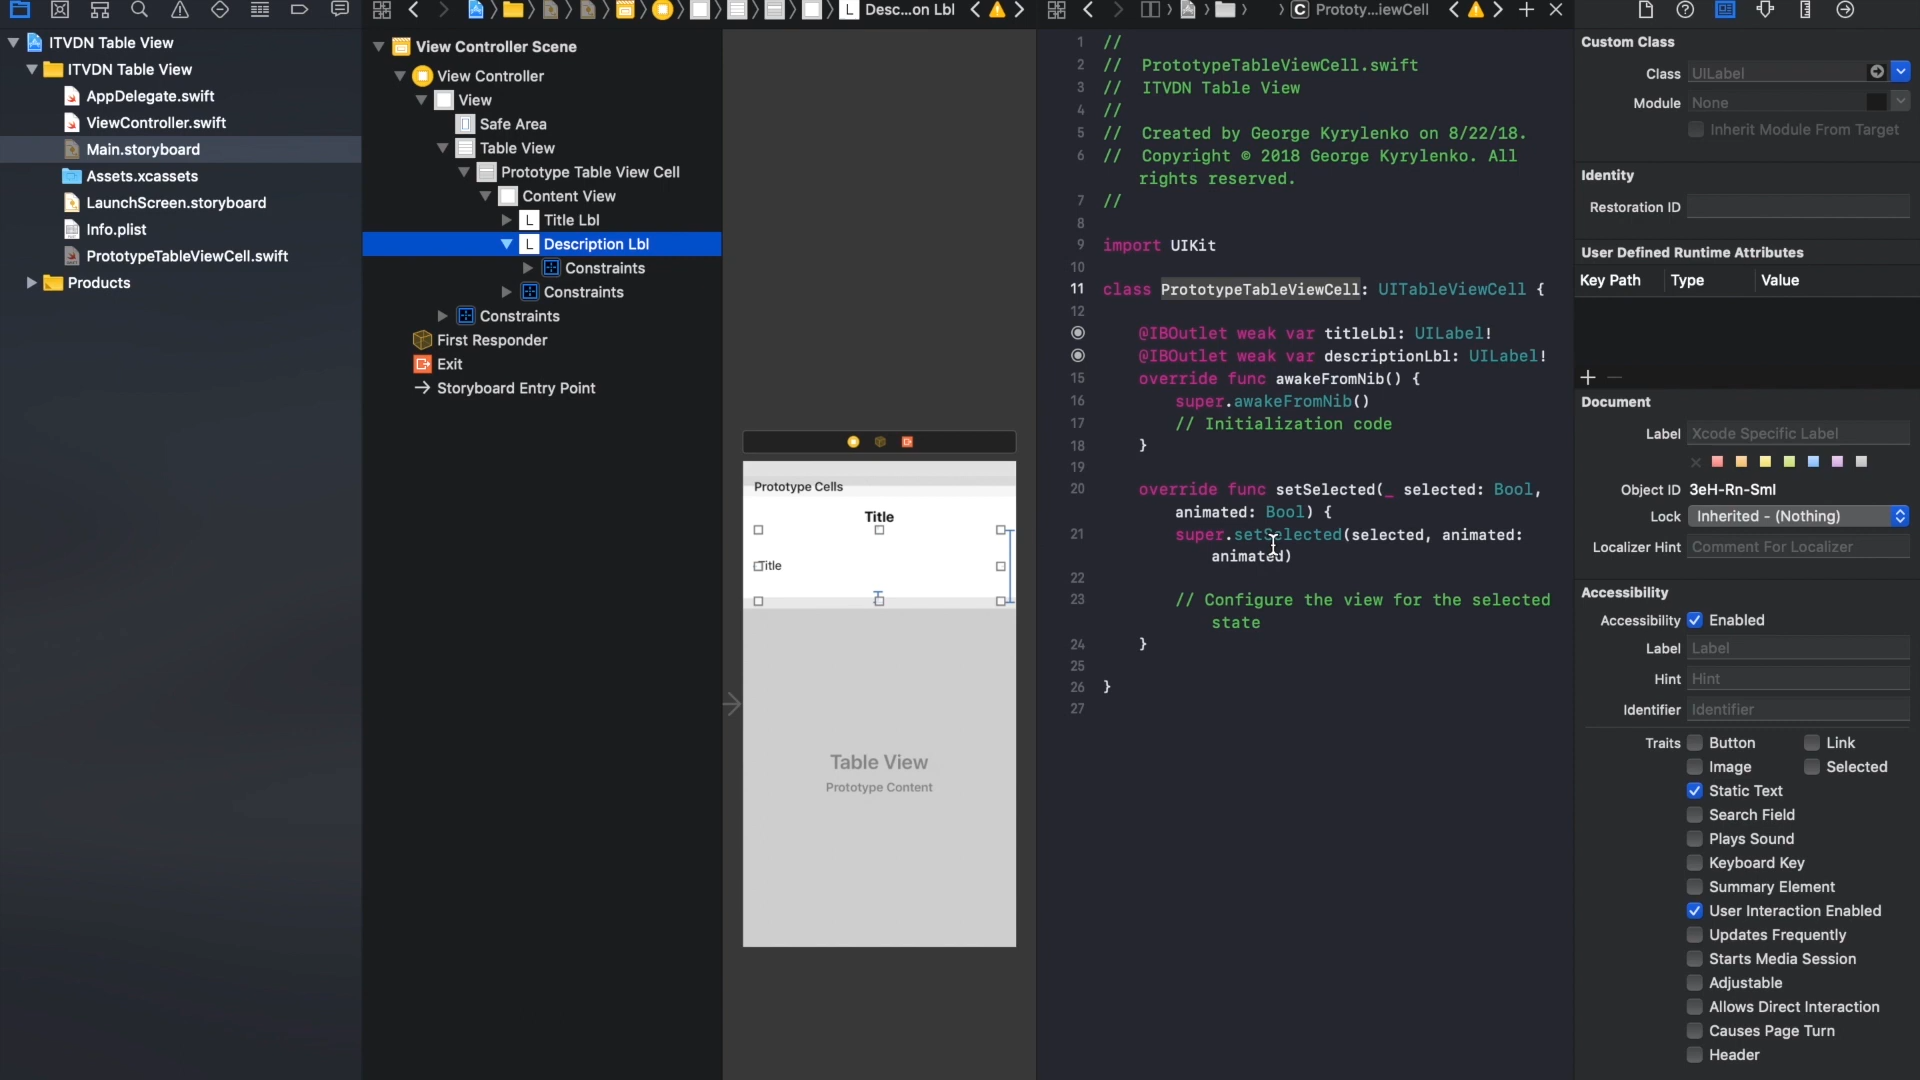 ITVDN Table View
ITVDN Table View
AppDelegate.swift
ViewController.swift
Main.storyboard
Assets.xcassets
LaunchScreen.storyboard
Info.plist
PrototypeTableViewCell.swift
Products
L Desc...on Lbl
View Controller Scene
View Controller
View
Safe Area
Table View
Prototype Table View Cell
Content View
L Title Lbl
L Description Lbl
Constraints
Constraints
Constraints
First Responder
Exit
Storyboard Entry Point
Prototype Cells
Title
Title
Table View
Prototype Content
C Prototy...iewCell
1 //
2 // PrototypeTableViewCell.swift
3 // ITVDN Table View
4 //
5 // Created by George Kyrylenko on 8/22/18.
6 // Copyright © 2018 George Kyrylenko. All
rights reserved.
7 //
8
9 import UIKit
10
11 class PrototypeTableViewCell: UITableViewCell {
12
@IBOutlet weak var titleLbl: UILabel!
@IBOutlet weak var descriptionLbl: UILabel!
15 override func awakeFromNib() {
16 super.awakeFromNib()
17 // Initialization code
18 }
19
20 override func setSelected(_ selected: Bool,
animated: Bool) {
21 super.setSelected(selected, animated:
animated)
22
23 // Configure the view for the selected
state
24 }
25
26 }
27
Custom Class
Class UILabel
Module None
Inherit Module From Target
Identity
Restoration ID
User Defined Runtime Attributes
Key Path Type Value
Document
Label Xcode Specific Label
Object ID 3eH-Rn-Sml
Lock Inherited - (Nothing)
Localizer Hint Comment For Localizer
Accessibility
Accessibility Enabled
Label Label
Hint Hint
Identifier Identifier
Traits Button Link
Image Selected
Static Text
Search Field
Plays Sound
Keyboard Key
Summary Element
User Interaction Enabled
Updates Frequently
Starts Media Session
Adjustable
Allows Direct Interaction
Causes Page Turn
Header